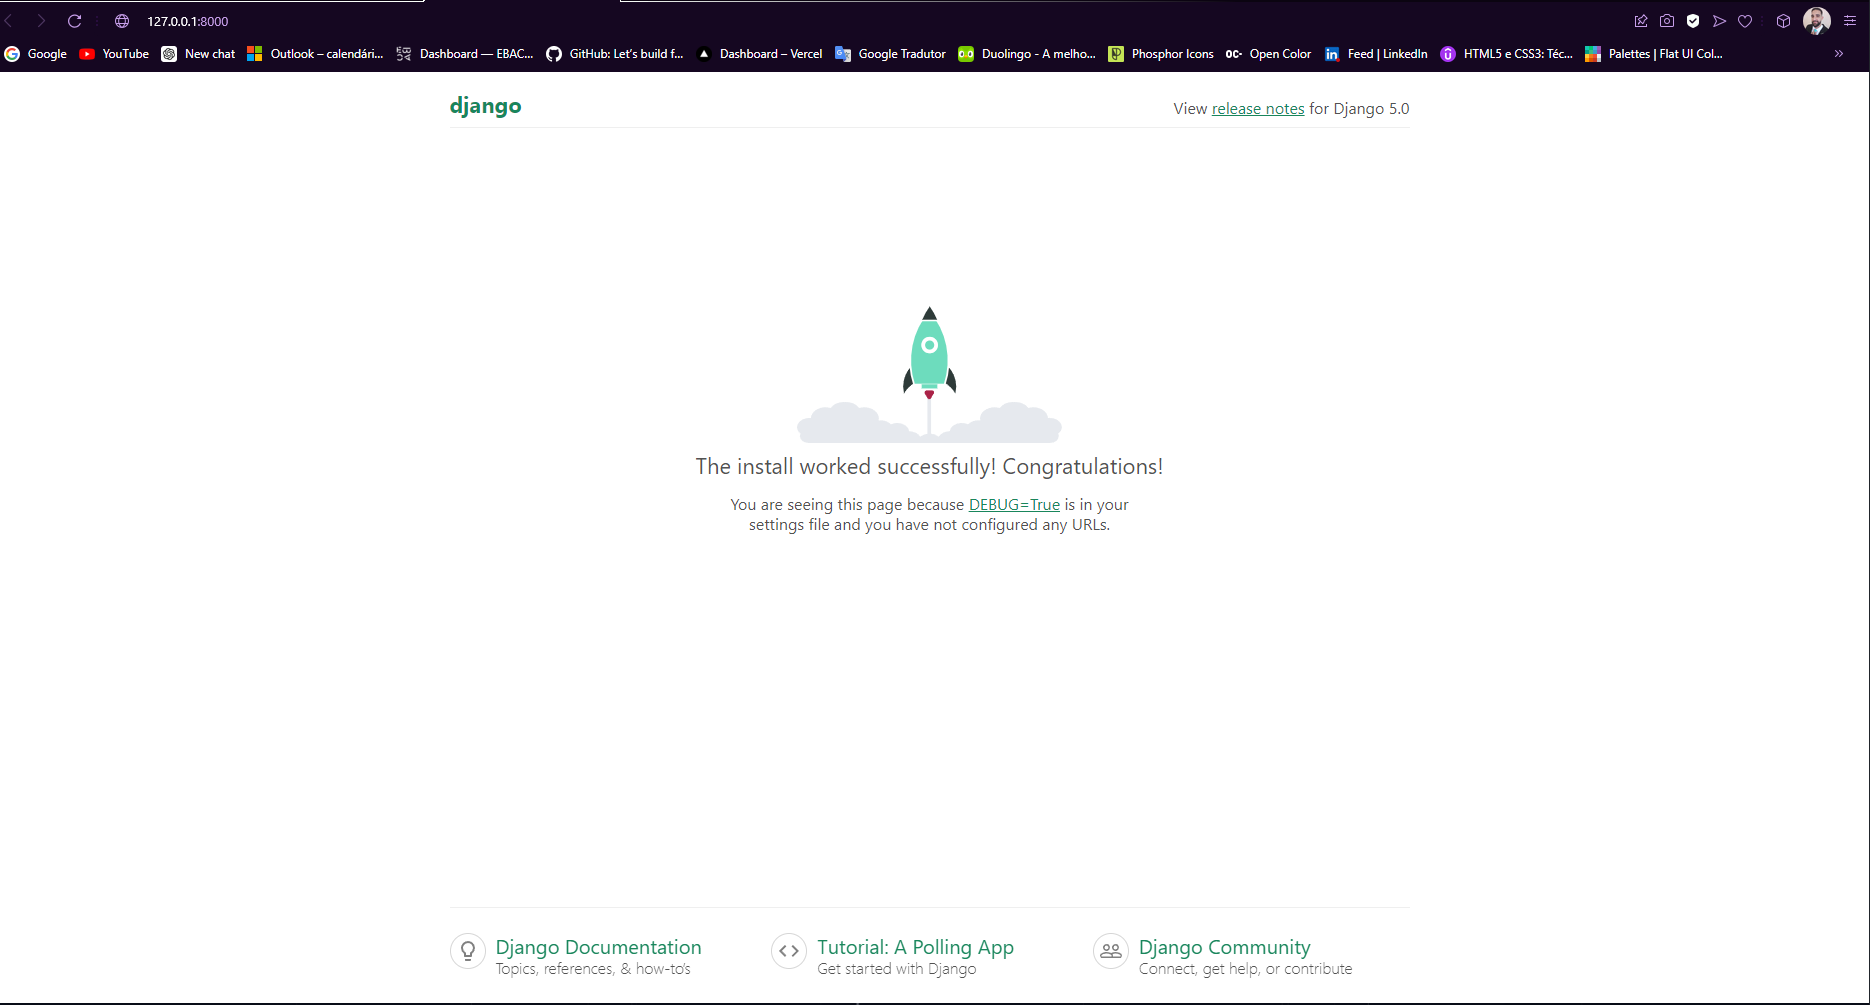 127.0.0.1:8000
Google YouTube New chat Outlook – calendári... Dashboard — EBAC... GitHub: Let's build f... Dashboard – Vercel Google Tradutor Duolingo - A melho... Phosphor Icons OC- Open Color Feed | LinkedIn HTML5 e CSS3: Téc... Palettes | Flat UI Col...
django
View release notes for Django 5.0
The install worked successfully! Congratulations!
You are seeing this page because DEBUG=True is in your
settings file and you have not configured any URLs.
Django Documentation
Topics, references, & how-to's
Tutorial: A Polling App
Get started with Django
Django Community
Connect, get help, or contribute